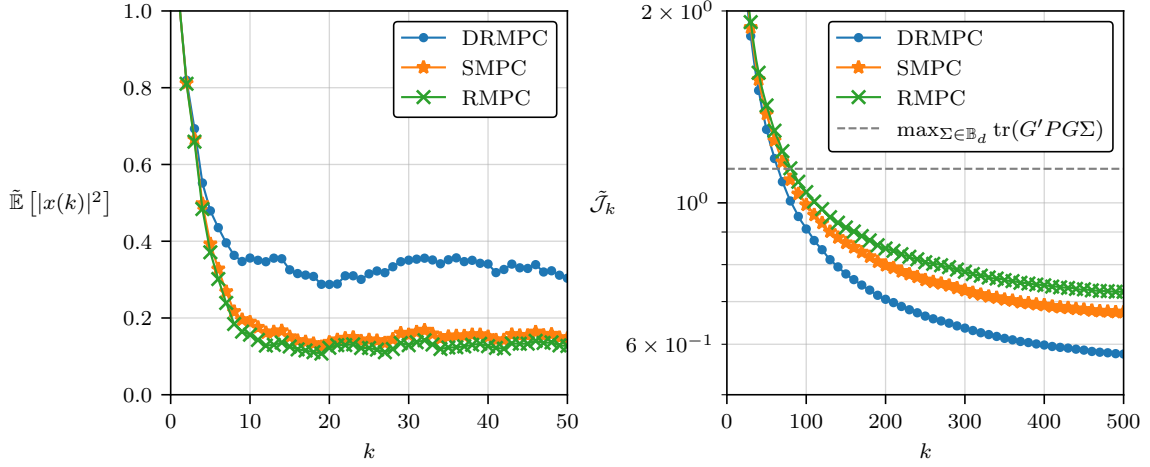 1.0
0.8
0.6
0.4
0.2
0.0
0
10
20
30
40
50
k
𝔼̃ [|x(k)|²]
DRMPC
SMPC
RMPC
2 × 10⁰
10⁰
6 × 10⁻¹
0
100
200
300
400
500
k
𝒥̃ₖ
DRMPC
SMPC
RMPC
max_{Σ∈𝔹_d} tr(G′PGΣ)